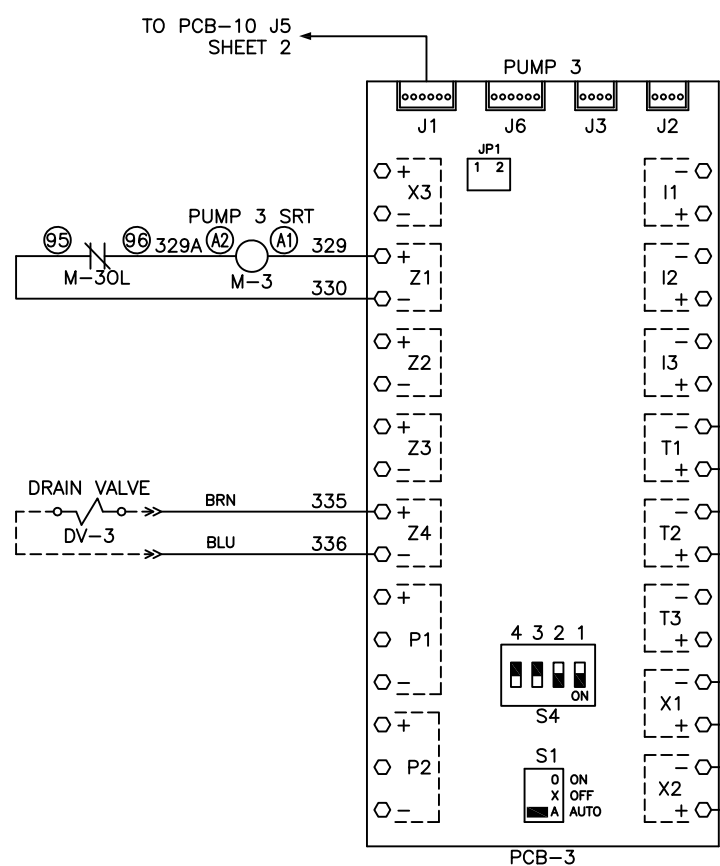 TO PCB-10 J5
SHEET 2
PUMP 3
J1 J6 J3 J2
JP1
1 2
+ X3 −
− I1 +
PUMP 3 SRT
95 96 329A A2 A1 329
M-3OL M-3
330
+ Z1 −
− I2 +
+ Z2 −
− I3 +
+ Z3 −
− T1 +
DRAIN VALVE
BRN 335
DV-3
BLU 336
+ Z4 −
− T2 +
+ P1 −
− T3 +
4 3 2 1
ON
S4
− X1 +
+ P2 −
S1
O ON
X OFF
A AUTO
− X2 +
PCB-3